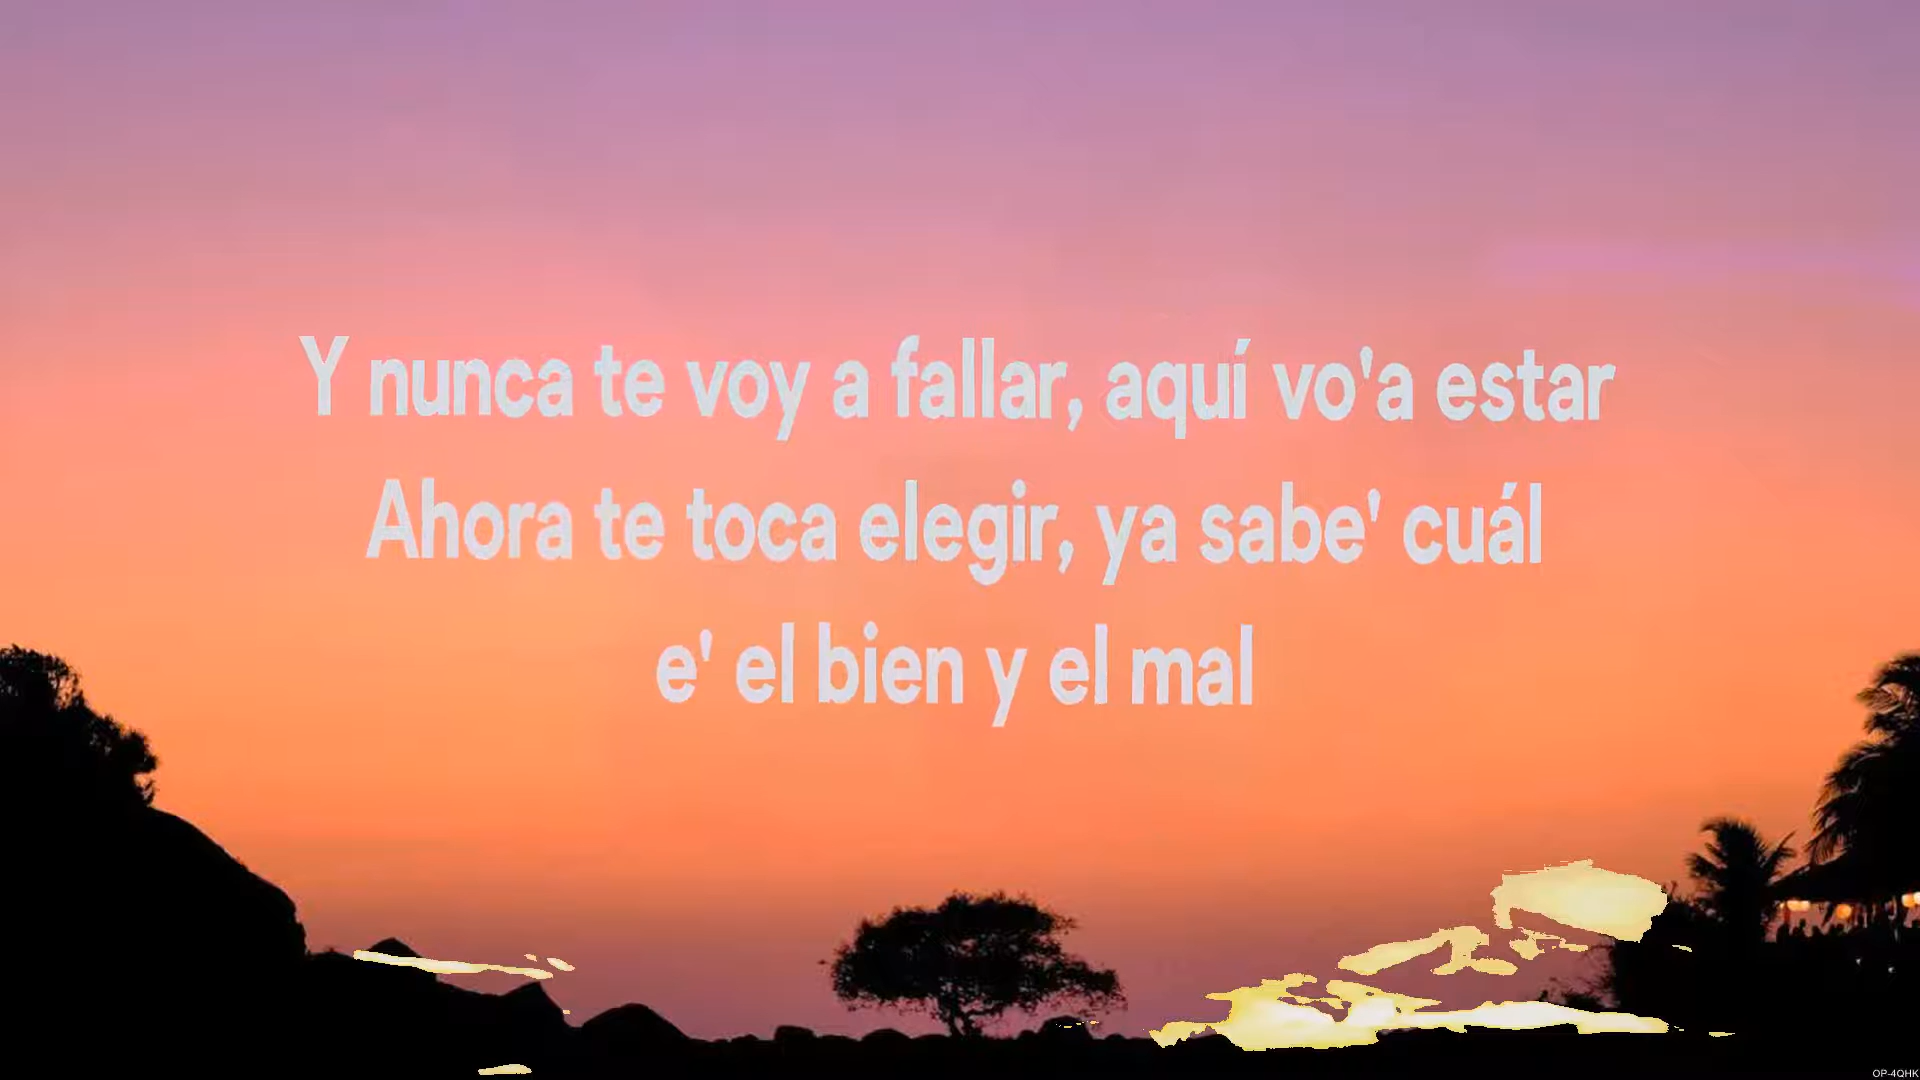 Y nunca te voy a fallar, aquí vo'a estar
Ahora te toca elegir, ya sabe' cuál
e' el bien y el mal
OP-4QHK